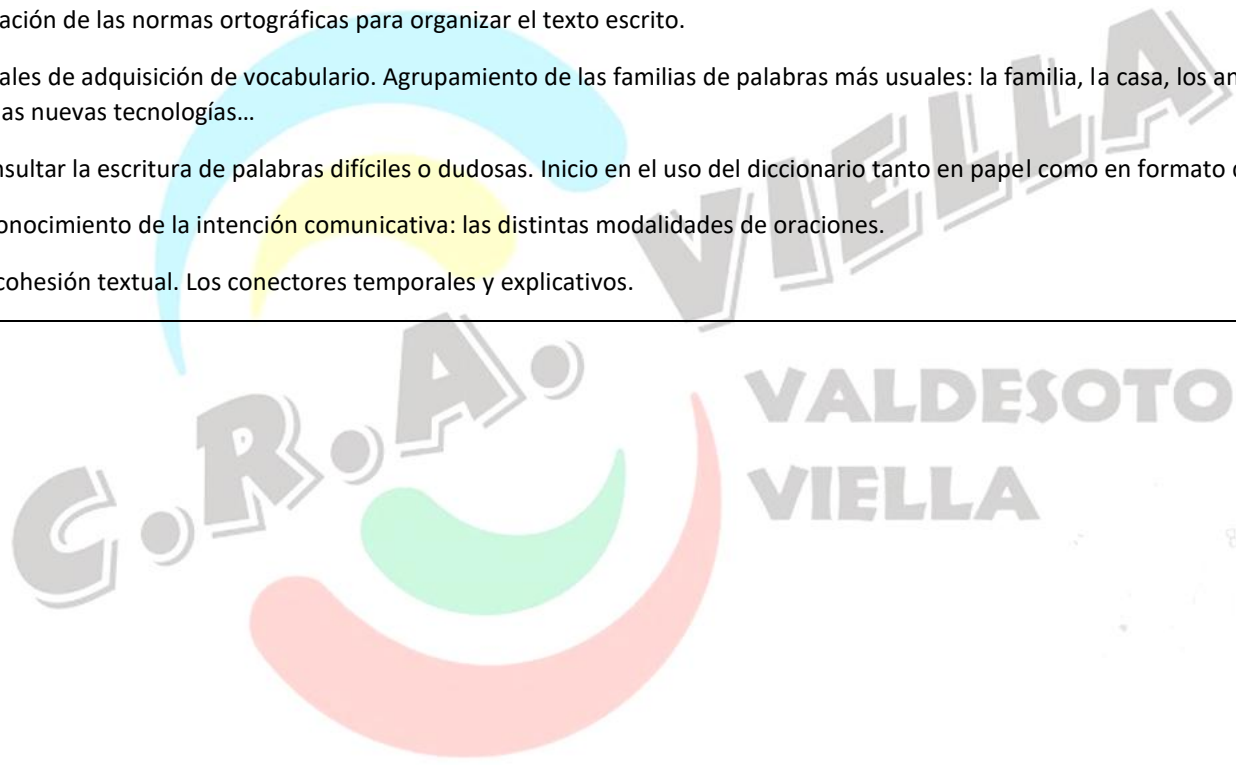 ación de las normas ortográficas para organizar el texto escrito.
ales de adquisición de vocabulario. Agrupamiento de las familias de palabras más usuales: la familia, la casa, los an
as nuevas tecnologías…
nsultar la escritura de palabras difíciles o dudosas. Inicio en el uso del diccionario tanto en papel como en formato
onocimiento de la intención comunicativa: las distintas modalidades de oraciones.
cohesión textual. Los conectores temporales y explicativos.
C.R.A. VIELLA
VALDESOTO
VIELLA